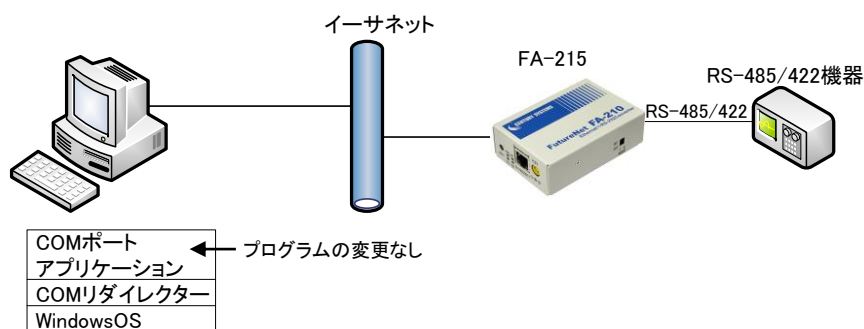 イーサネット
FA-215
RS-485/422機器
RS-485/422
CENTURY SYSTEMS
FutureNet FA-210
COMポート
アプリケーション
プログラムの変更なし
COMリダイレクター
WindowsOS